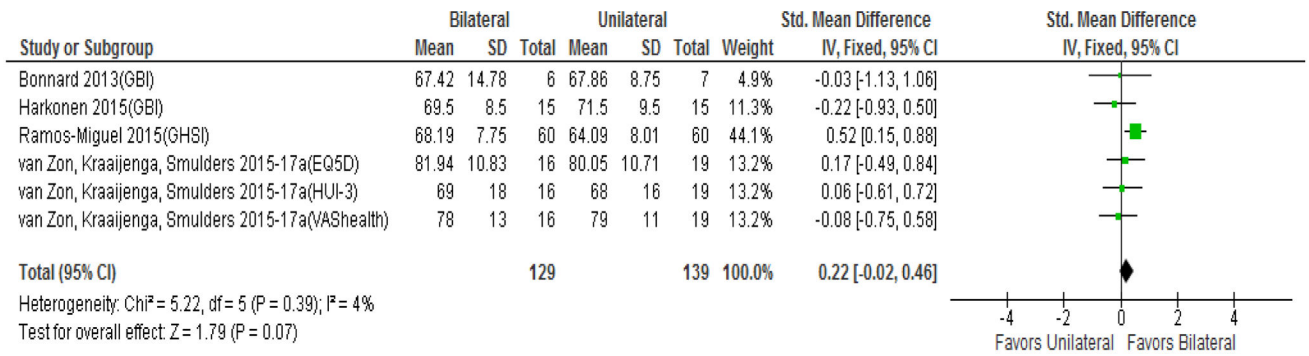 Bilateral Unilateral Std. Mean Difference Std. Mean Difference
Study or Subgroup Mean SD Total Mean SD Total Weight IV, Fixed, 95% CI IV, Fixed, 95% CI
Bonnard 2013(GBI) 67.42 14.78 6 67.86 8.75 7 4.9% -0.03 [-1.13, 1.06]
Harkonen 2015(GBI) 69.5 8.5 15 71.5 9.5 15 11.3% -0.22 [-0.93, 0.50]
Ramos-Miguel 2015(GHSI) 68.19 7.75 60 64.09 8.01 60 44.1% 0.52 [0.15, 0.88]
van Zon, Kraaijenga, Smulders 2015-17a(EQ5D) 81.94 10.83 16 80.05 10.71 19 13.2% 0.17 [-0.49, 0.84]
van Zon, Kraaijenga, Smulders 2015-17a(HUI-3) 69 18 16 68 16 19 13.2% 0.06 [-0.61, 0.72]
van Zon, Kraaijenga, Smulders 2015-17a(VAShealth) 78 13 16 79 11 19 13.2% -0.08 [-0.75, 0.58]
Total (95% CI) 129 139 100.0% 0.22 [-0.02, 0.46]
Heterogeneity: Chi² = 5.22, df = 5 (P = 0.39); I² = 4%
Test for overall effect: Z = 1.79 (P = 0.07)
-4 -2 0 2 4
Favors Unilateral Favors Bilateral